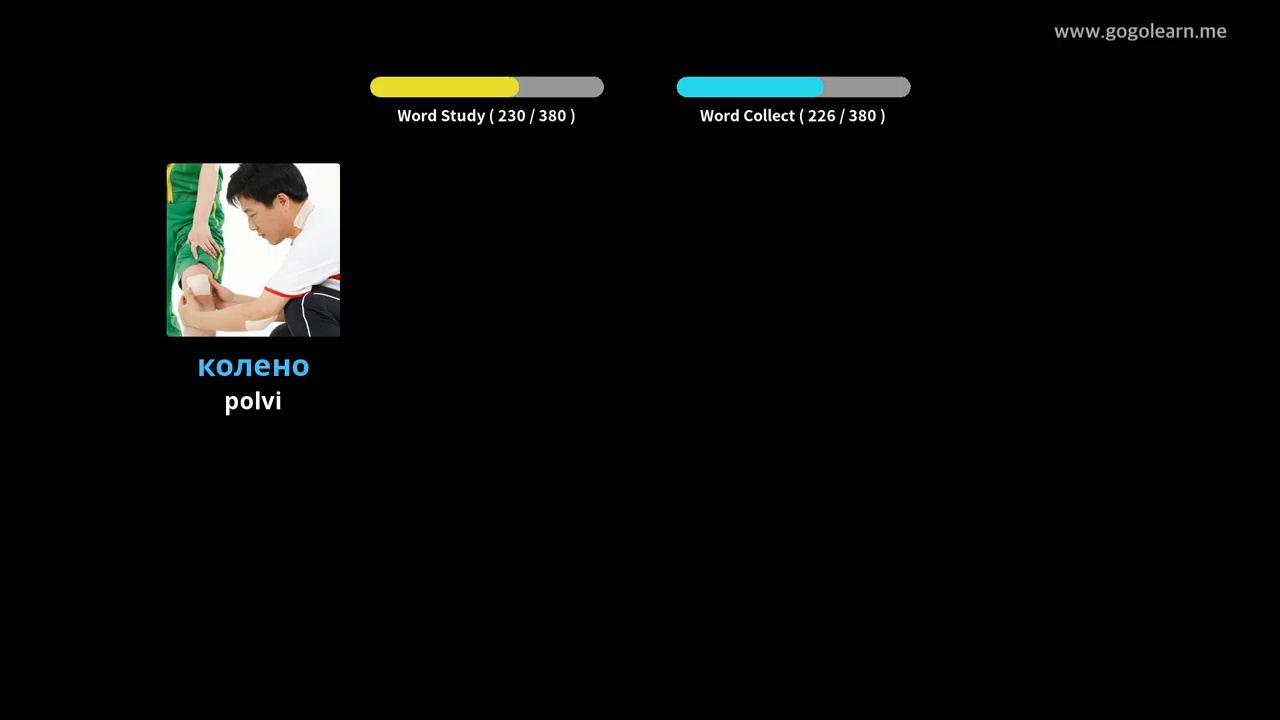 www.gogolearn.me
Word Study ( 230 / 380 )
Word Collect ( 226 / 380 )
колено
polvi